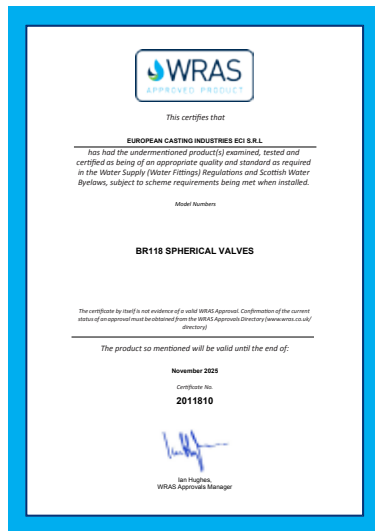 WRAS
APPROVED PRODUCT
This certifies that
EUROPEAN CASTING INDUSTRIES ECI S.R.L
has had the undermentioned product(s) examined, tested and
certified as being of an appropriate quality and standard as required
in the Water Supply (Water Fittings) Regulations and Scottish Water
Byelaws, subject to scheme requirements being met when installed.
Model Numbers
BR118 SPHERICAL VALVES
The certificate by itself is not evidence of a valid WRAS Approval. Confirmation of the current
status of an approval must be obtained from the WRAS Approvals Directory (www.wras.co.uk/
directory)
The product so mentioned will be valid until the end of:
November 2025
Certificate No.
2011810
Ian Hughes,
WRAS Approvals Manager